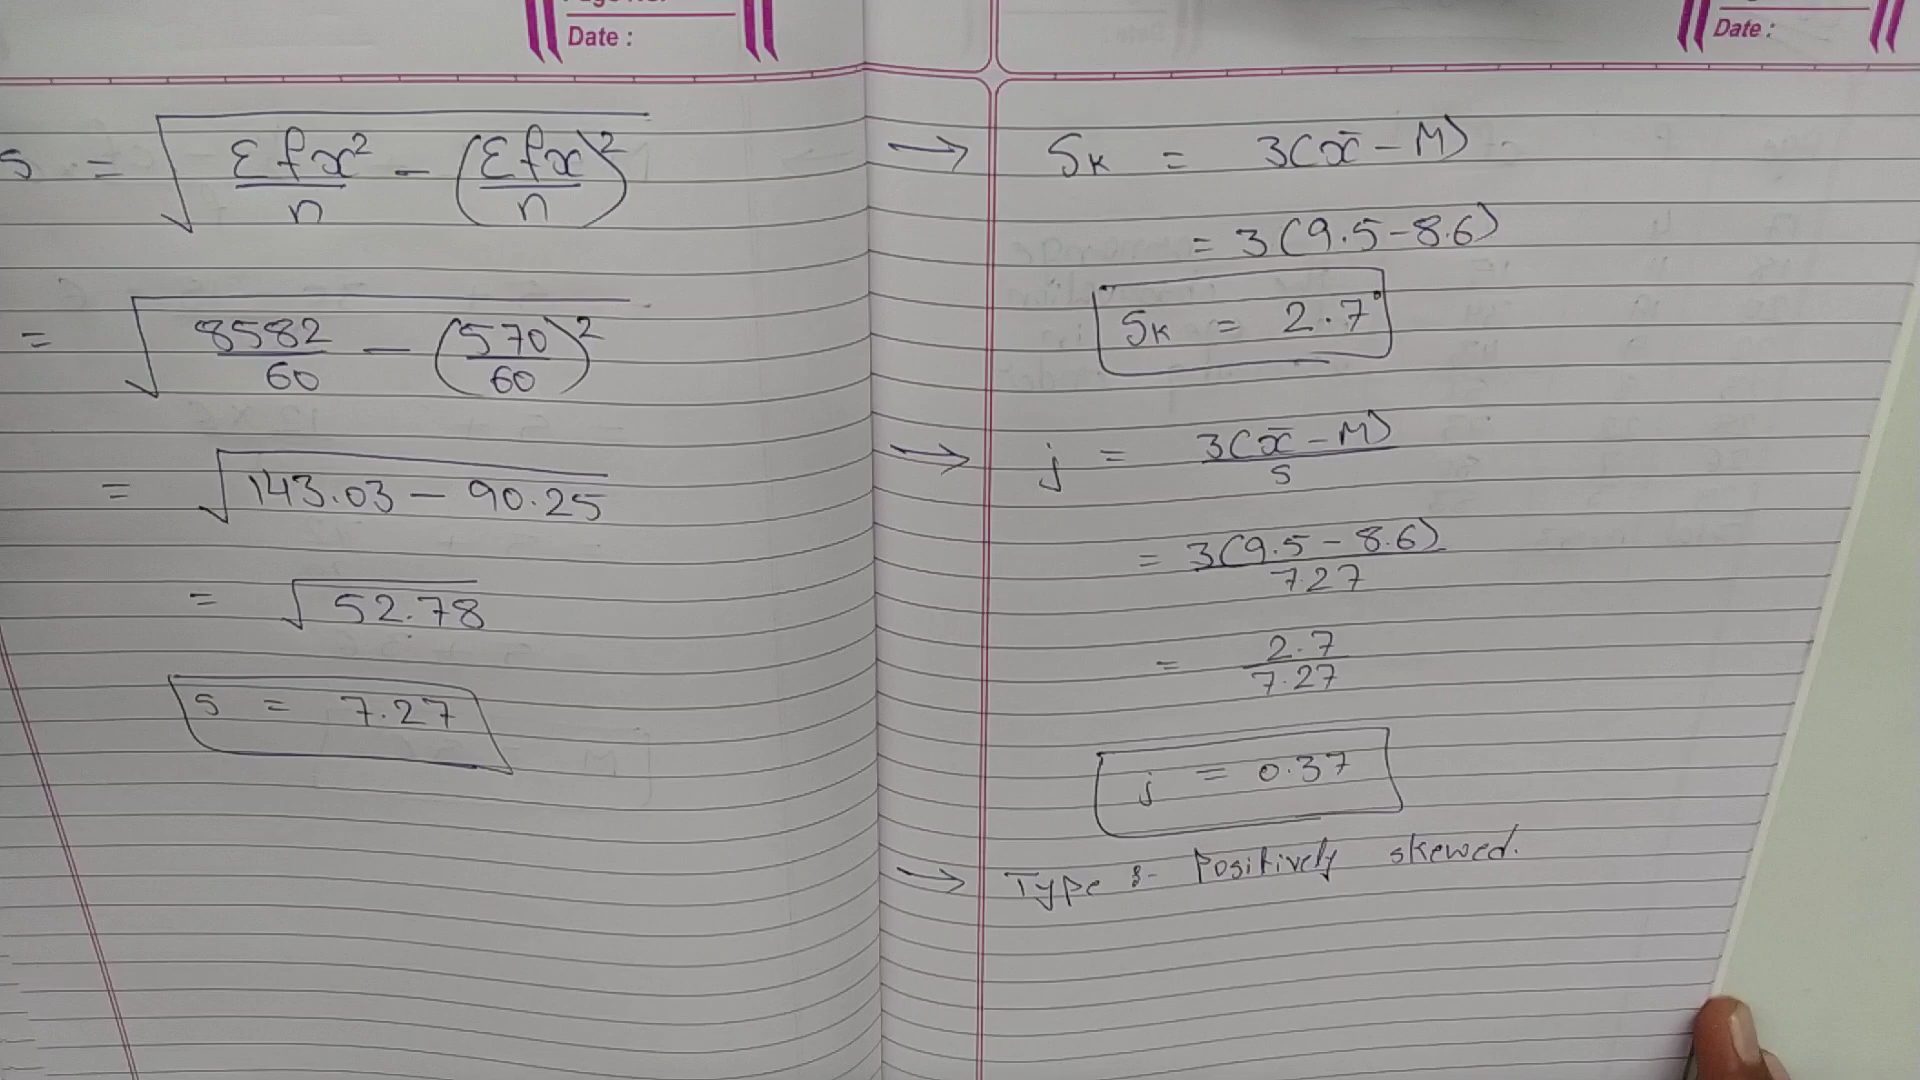 Date :
s = √(Σfx²/n − (Σfx/n)²)
= √(8582/60 − (570/60)²)
= √(143.03 − 90.25)
= √52.78
s = 7.27
Date :
→ Sk = 3(x̄ − M)
= 3(9.5 − 8.6)
Sk = 2.7
→ j = 3(x̄ − M)/s
= 3(9.5 − 8.6)/7.27
= 2.7/7.27
j = 0.37
→ Type :- Positively skewed.